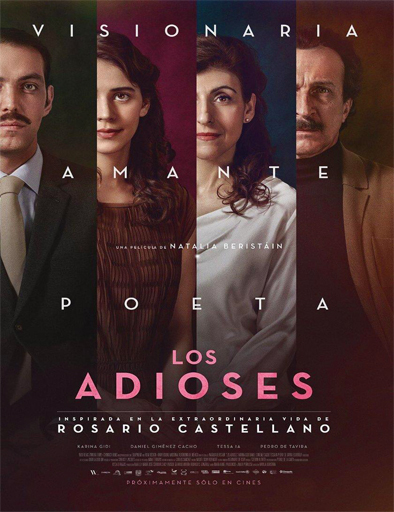 VISIONARIA
AMANTE
UNA PELÍCULA DE NATALIA BERISTÁIN
POETA
LOS
ADIOSES
INSPIRADA EN LA EXTRAORDINARIA VIDA DE
ROSARIO CASTELLANO
KARINA GIDI DANIEL GIMÉNEZ CACHO TESSA IA PEDRO DE TAVIRA
PRÓXIMAMENTE SÓLO EN CINES